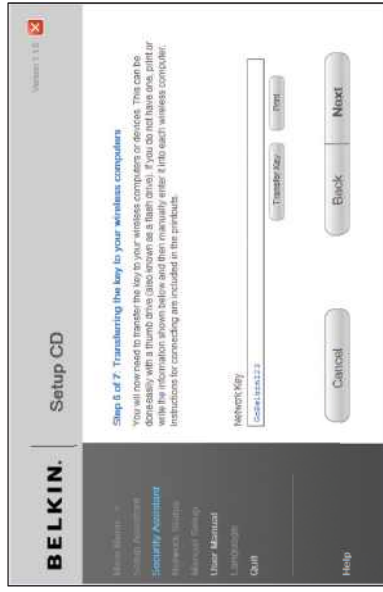 BELKIN.
Setup CD
Version 1.1.0
Main Menu
Setup Assistant
Security Assistant
Network Status
Manual Setup
User Manual
Language
Quit
Help
Step 6 of 7: Transferring the key to your wireless computers
You will now need to transfer the key to your wireless computers or devices. This can be
done easily with a thumb drive (also known as a flash drive). If you do not have one, print or
write the information shown below and then manually enter it into each wireless computer.
Instructions for connecting are included in the printouts.
Network Key
Transfer Key
Print
Cancel
Back
Next